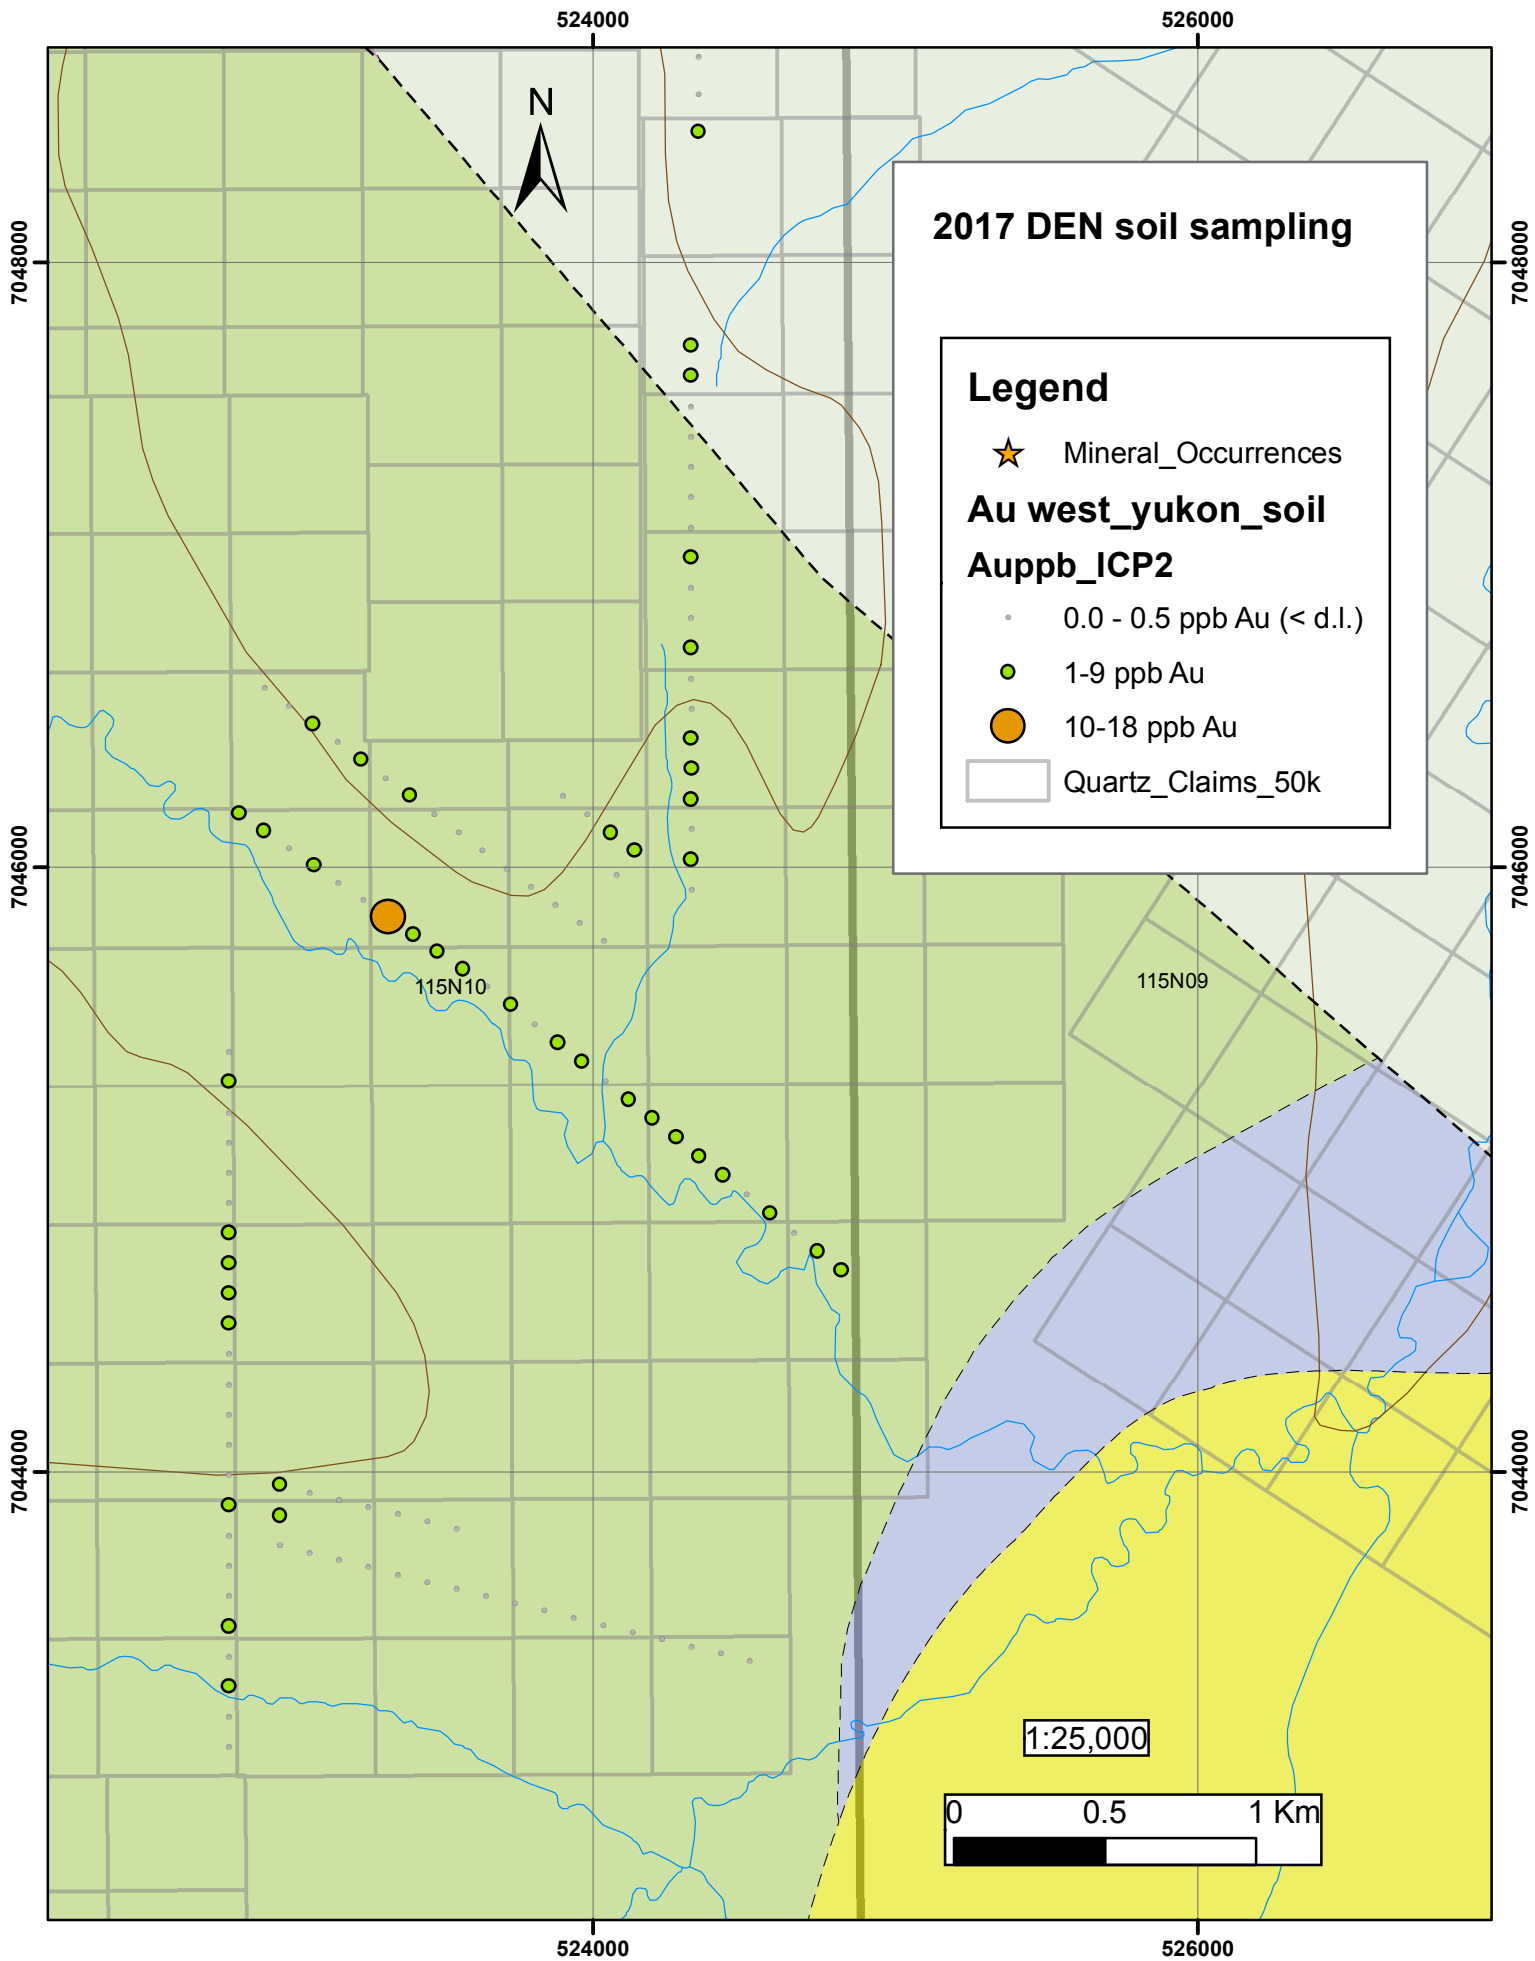 524000
526000
N
7048000
7048000
2017 DEN soil sampling
Legend
Mineral_Occurrences
Au west_yukon_soil
Auppb_ICP2
0.0 - 0.5 ppb Au (< d.l.)
1-9 ppb Au
10-18 ppb Au
Quartz_Claims_50k
7046000
7046000
115N10
115N09
7044000
7044000
1:25,000
0 0.5 1 Km
524000
526000